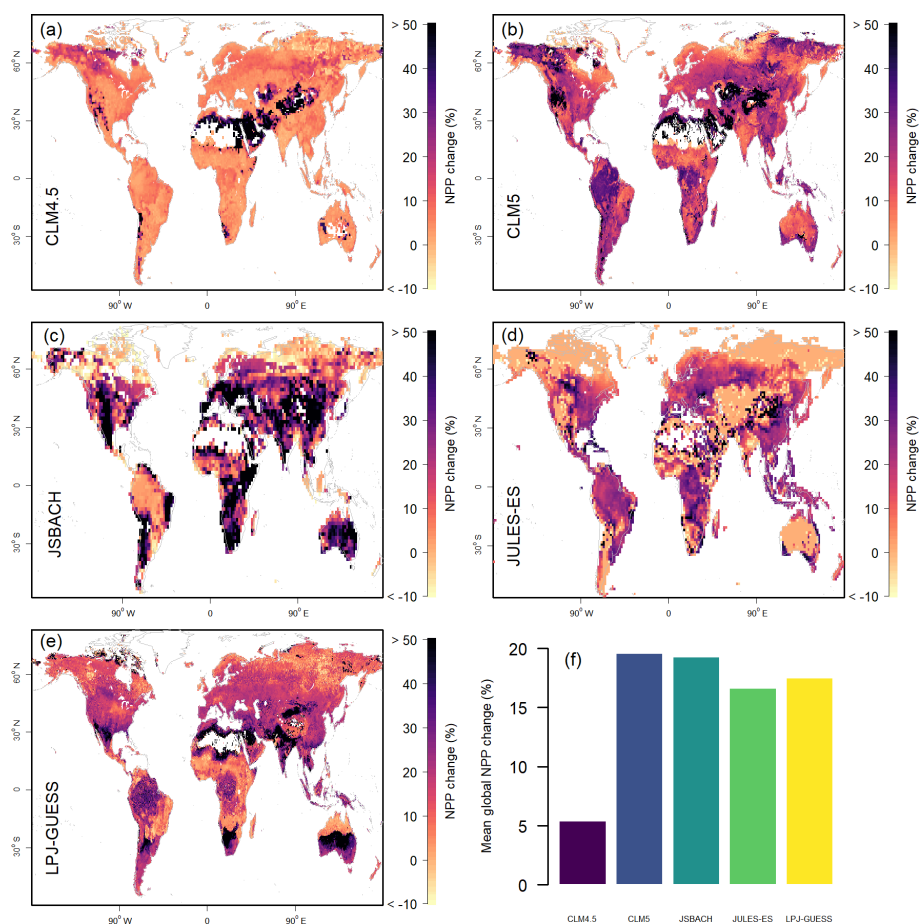 (a)
CLM4.5
60° N
30° N
0
30° S
90° W
0
90° E
> 50
40
30
20
10
0
< -10
NPP change (%)
(b)
CLM5
60° N
30° N
0
30° S
90° W
0
90° E
> 50
40
30
20
10
0
< -10
NPP change (%)
(c)
JSBACH
60° N
30° N
0
30° S
90° W
0
90° E
> 50
40
30
20
10
0
< -10
NPP change (%)
(d)
JULES-ES
60° N
30° N
0
30° S
90° W
0
90° E
> 50
40
30
20
10
0
< -10
NPP change (%)
(e)
LPJ-GUESS
60° N
30° N
0
30° S
90° W
0
90° E
> 50
40
30
20
10
0
< -10
NPP change (%)
(f)
Mean global NPP change (%)
20
15
10
5
0
CLM4.5 CLM5 JSBACH JULES-ES LPJ-GUESS